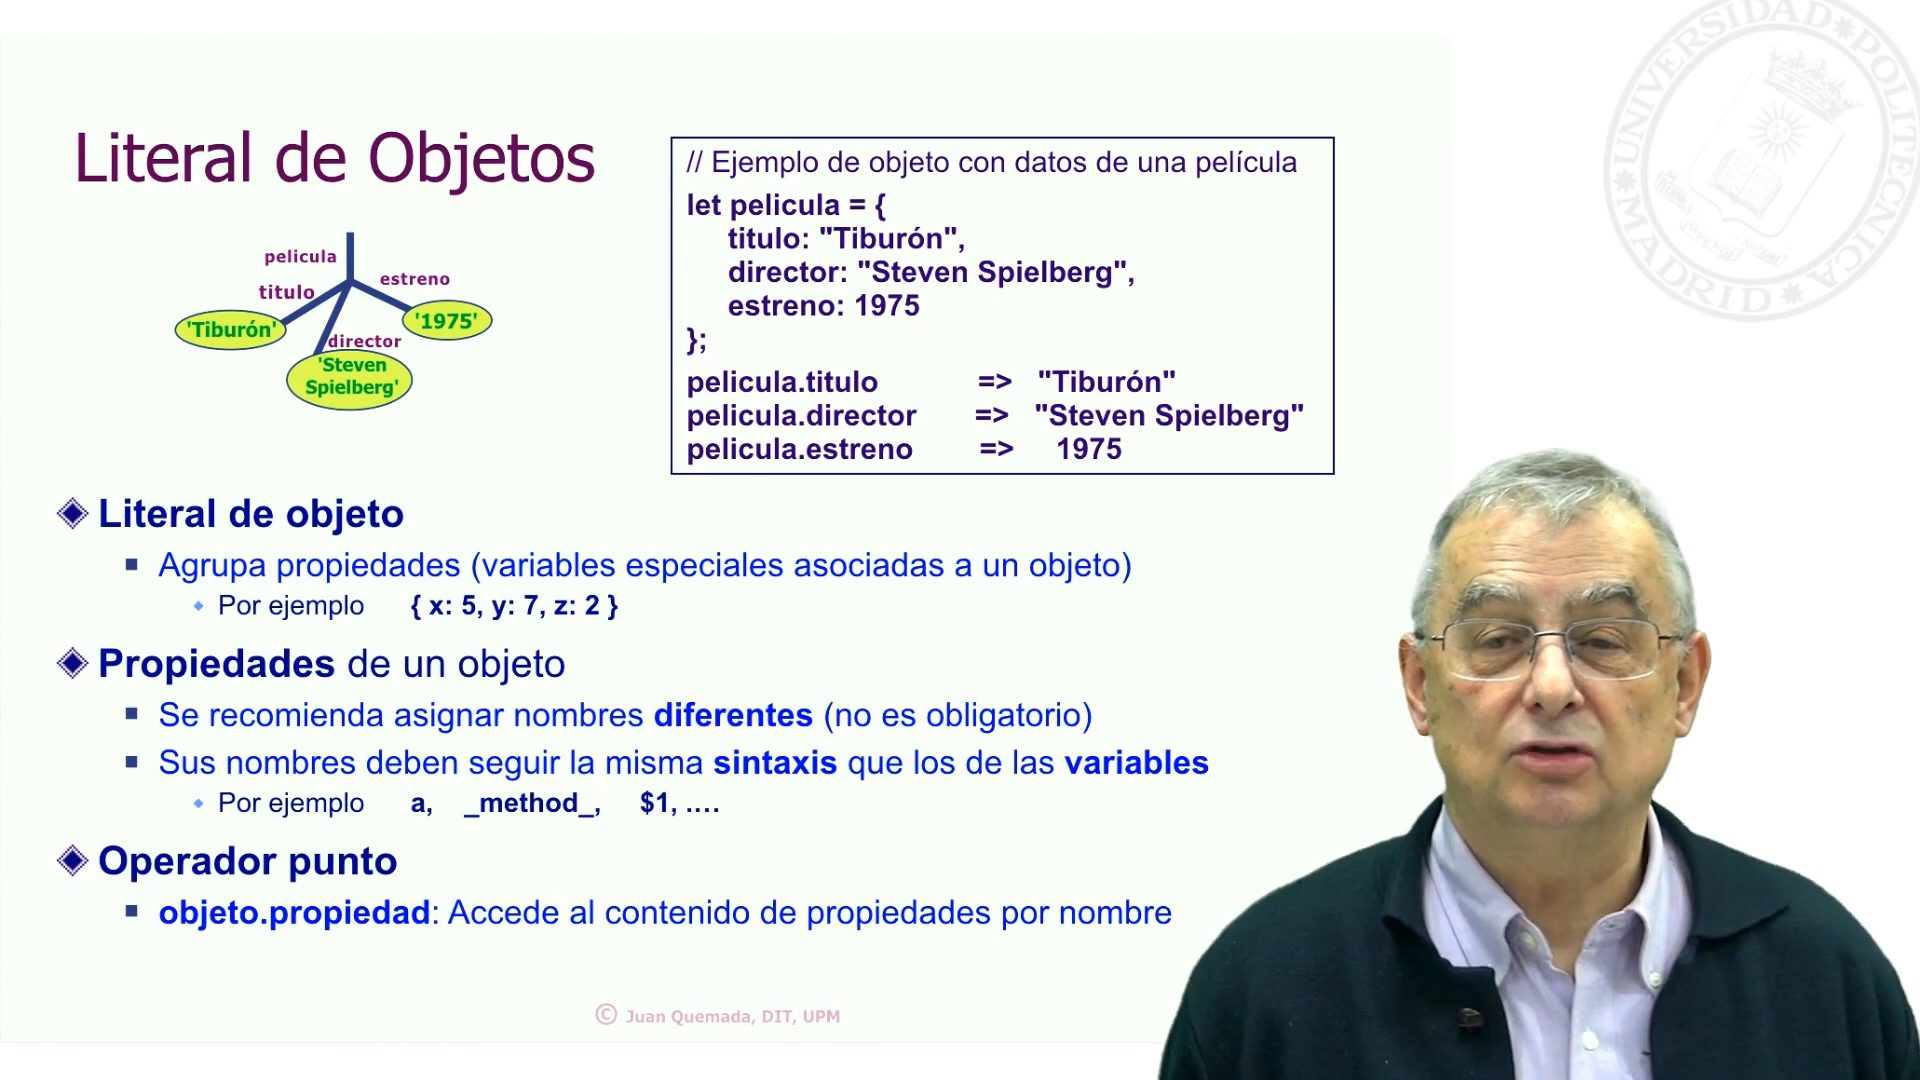 Literal de Objetos
pelicula
estreno
titulo
'Tiburón'
'1975'
director
'Steven
Spielberg'
// Ejemplo de objeto con datos de una película
let pelicula = {
titulo: "Tiburón",
director: "Steven Spielberg",
estreno: 1975
};
pelicula.titulo => "Tiburón"
pelicula.director => "Steven Spielberg"
pelicula.estreno => 1975
Literal de objeto
Agrupa propiedades (variables especiales asociadas a un objeto)
Por ejemplo { x: 5, y: 7, z: 2 }
Propiedades de un objeto
Se recomienda asignar nombres diferentes (no es obligatorio)
Sus nombres deben seguir la misma sintaxis que los de las variables
Por ejemplo a, _method_, $1, ....
Operador punto
objeto.propiedad: Accede al contenido de propiedades por nombre
© Juan Quemada, DIT, UPM
UNIVERSIDAD POLITECNICA
MADRID